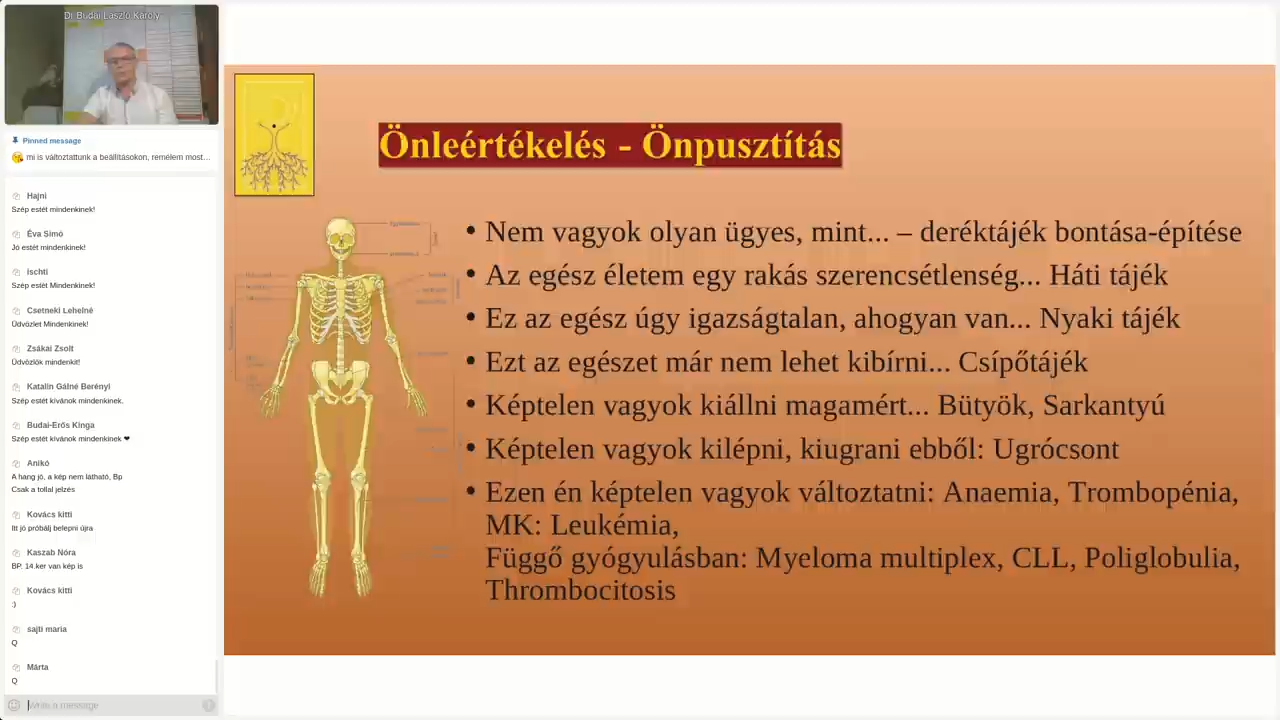 Dr Budai László Károly
Pinned message
mi is változtattunk a beállításokon, remélem most...
Hajni
Szép estét mindenkinek!
Éva Simó
Jó estét mindenkinek!
ischti
Szép estét Mindenkinek!
Csetneki Lehelné
Üdvözlet Mindenkinek!
Zsákai Zsolt
Üdvözlök mindenkit!
Katalin Gálné Berényi
Szép estét kívánok mindenkinek.
Budai-Erős Kinga
Szép estét kívánok mindenkinek ❤
Anikó
A hang jó, a kép nem látható, Bp
Csak a tollal jelzés
Kovács kitti
Itt jó próbálj belepni újra
Kaszab Nóra
BP. 14.ker van kép is
Kovács kitti
:)
sajti maria
Q
Márta
Q
Write a message
Önleértékelés - Önpusztítás
• Nem vagyok olyan ügyes, mint... – deréktájék bontása-építése
• Az egész életem egy rakás szerencsétlenség... Háti tájék
• Ez az egész úgy igazságtalan, ahogyan van... Nyaki tájék
• Ezt az egészet már nem lehet kibírni... Csípőtájék
• Képtelen vagyok kiállni magamért... Bütyök, Sarkantyú
• Képtelen vagyok kilépni, kiugrani ebből: Ugrócsont
• Ezen én képtelen vagyok változtatni: Anaemia, Trombopénia,
MK: Leukémia,
Függő gyógyulásban: Myeloma multiplex, CLL, Poliglobulia,
Thrombocitosis